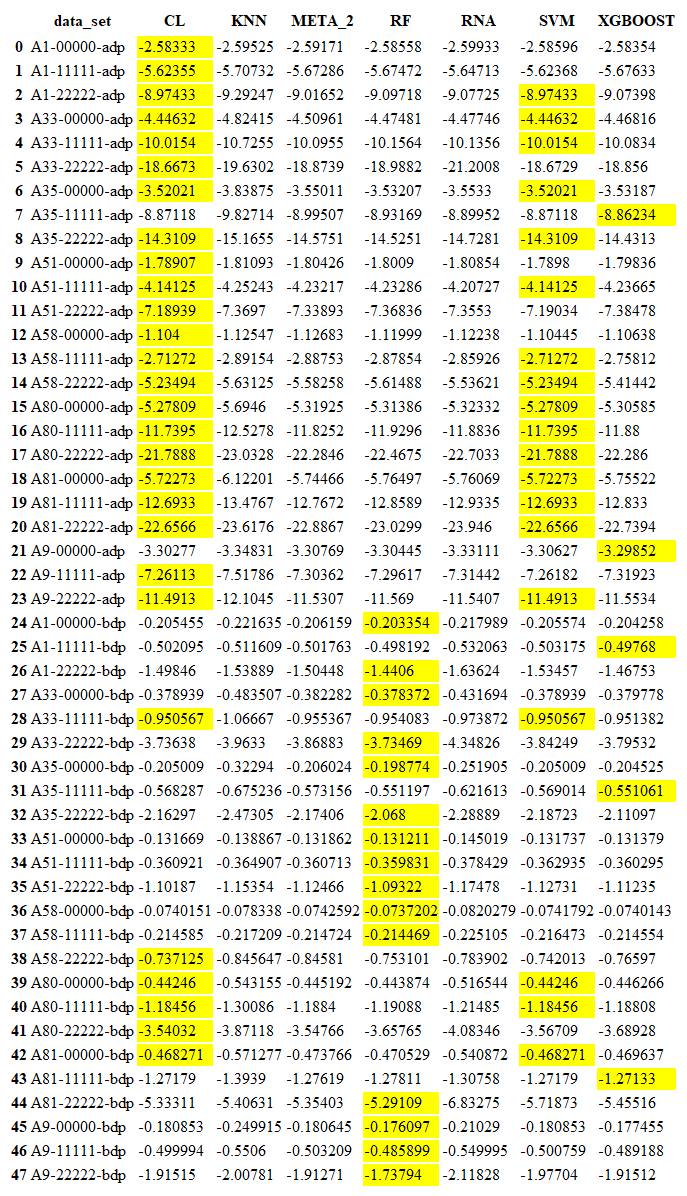 data_set CL KNN META_2 RF RNA SVM XGBOOST
0 A1-00000-adp -2.58333 -2.59525 -2.59171 -2.58558 -2.59933 -2.58596 -2.58354
1 A1-11111-adp -5.62355 -5.70732 -5.67286 -5.67472 -5.64713 -5.62368 -5.67633
2 A1-22222-adp -8.97433 -9.29247 -9.01652 -9.09718 -9.07725 -8.97433 -9.07398
3 A33-00000-adp -4.44632 -4.82415 -4.50961 -4.47481 -4.47746 -4.44632 -4.46816
4 A33-11111-adp -10.0154 -10.7255 -10.0955 -10.1564 -10.1356 -10.0154 -10.0834
5 A33-22222-adp -18.6673 -19.6302 -18.8739 -18.9882 -21.2008 -18.6729 -18.856
6 A35-00000-adp -3.52021 -3.83875 -3.55011 -3.53207 -3.5533 -3.52021 -3.53187
7 A35-11111-adp -8.87118 -9.82714 -8.99507 -8.93169 -8.89952 -8.87118 -8.86234
8 A35-22222-adp -14.3109 -15.1655 -14.5751 -14.5251 -14.7281 -14.3109 -14.4313
9 A51-00000-adp -1.78907 -1.81093 -1.80426 -1.8009 -1.80854 -1.7898 -1.79836
10 A51-11111-adp -4.14125 -4.25243 -4.23217 -4.23286 -4.20727 -4.14125 -4.23665
11 A51-22222-adp -7.18939 -7.3697 -7.33893 -7.36836 -7.3553 -7.19034 -7.38478
12 A58-00000-adp -1.104 -1.12547 -1.12683 -1.11999 -1.12238 -1.10445 -1.10638
13 A58-11111-adp -2.71272 -2.89154 -2.88753 -2.87854 -2.85926 -2.71272 -2.75812
14 A58-22222-adp -5.23494 -5.63125 -5.58258 -5.61488 -5.53621 -5.23494 -5.41442
15 A80-00000-adp -5.27809 -5.6946 -5.31925 -5.31386 -5.32332 -5.27809 -5.30585
16 A80-11111-adp -11.7395 -12.5278 -11.8252 -11.9296 -11.8836 -11.7395 -11.88
17 A80-22222-adp -21.7888 -23.0328 -22.2846 -22.4675 -22.7033 -21.7888 -22.286
18 A81-00000-adp -5.72273 -6.12201 -5.74466 -5.76497 -5.76069 -5.72273 -5.75522
19 A81-11111-adp -12.6933 -13.4767 -12.7672 -12.8589 -12.9335 -12.6933 -12.833
20 A81-22222-adp -22.6566 -23.6176 -22.8867 -23.0299 -23.946 -22.6566 -22.7394
21 A9-00000-adp -3.30277 -3.34831 -3.30769 -3.30445 -3.33111 -3.30627 -3.29852
22 A9-11111-adp -7.26113 -7.51786 -7.30362 -7.29617 -7.31442 -7.26182 -7.31923
23 A9-22222-adp -11.4913 -12.1045 -11.5307 -11.569 -11.5407 -11.4913 -11.5534
24 A1-00000-bdp -0.205455 -0.221635 -0.206159 -0.203354 -0.217989 -0.205574 -0.204258
25 A1-11111-bdp -0.502095 -0.511609 -0.501763 -0.498192 -0.532063 -0.503175 -0.49768
26 A1-22222-bdp -1.49846 -1.53889 -1.50448 -1.4406 -1.63624 -1.53457 -1.46753
27 A33-00000-bdp -0.378939 -0.483507 -0.382282 -0.378372 -0.431694 -0.378939 -0.379778
28 A33-11111-bdp -0.950567 -1.06667 -0.955367 -0.954083 -0.973872 -0.950567 -0.951382
29 A33-22222-bdp -3.73638 -3.9633 -3.86883 -3.73469 -4.34826 -3.84249 -3.79532
30 A35-00000-bdp -0.205009 -0.32294 -0.206024 -0.198774 -0.251905 -0.205009 -0.204525
31 A35-11111-bdp -0.568287 -0.675236 -0.573156 -0.551197 -0.621613 -0.569014 -0.551061
32 A35-22222-bdp -2.16297 -2.47305 -2.17406 -2.068 -2.28889 -2.18723 -2.11097
33 A51-00000-bdp -0.131669 -0.138867 -0.131862 -0.131211 -0.145019 -0.131737 -0.131379
34 A51-11111-bdp -0.360921 -0.364907 -0.360713 -0.359831 -0.378429 -0.362935 -0.360295
35 A51-22222-bdp -1.10187 -1.15354 -1.12466 -1.09322 -1.17478 -1.12731 -1.11235
36 A58-00000-bdp -0.0740151 -0.078338 -0.0742592 -0.0737202 -0.0820279 -0.0741792 -0.0740143
37 A58-11111-bdp -0.214585 -0.217209 -0.214724 -0.214469 -0.225105 -0.216473 -0.214554
38 A58-22222-bdp -0.737125 -0.845647 -0.84581 -0.753101 -0.783902 -0.742013 -0.76597
39 A80-00000-bdp -0.44246 -0.543155 -0.445192 -0.443874 -0.516544 -0.44246 -0.446266
40 A80-11111-bdp -1.18456 -1.30086 -1.1884 -1.19088 -1.21485 -1.18456 -1.18808
41 A80-22222-bdp -3.54032 -3.87118 -3.54766 -3.65765 -4.08346 -3.56709 -3.68928
42 A81-00000-bdp -0.468271 -0.571277 -0.473766 -0.470529 -0.540872 -0.468271 -0.469637
43 A81-11111-bdp -1.27179 -1.3939 -1.27619 -1.27811 -1.30758 -1.27179 -1.27133
44 A81-22222-bdp -5.33311 -5.40631 -5.35403 -5.29109 -6.83275 -5.71873 -5.45516
45 A9-00000-bdp -0.180853 -0.249915 -0.180645 -0.176097 -0.21029 -0.180853 -0.177455
46 A9-11111-bdp -0.499994 -0.5506 -0.503209 -0.485899 -0.549995 -0.500759 -0.489188
47 A9-22222-bdp -1.91515 -2.00781 -1.91271 -1.73794 -2.11828 -1.97704 -1.91512